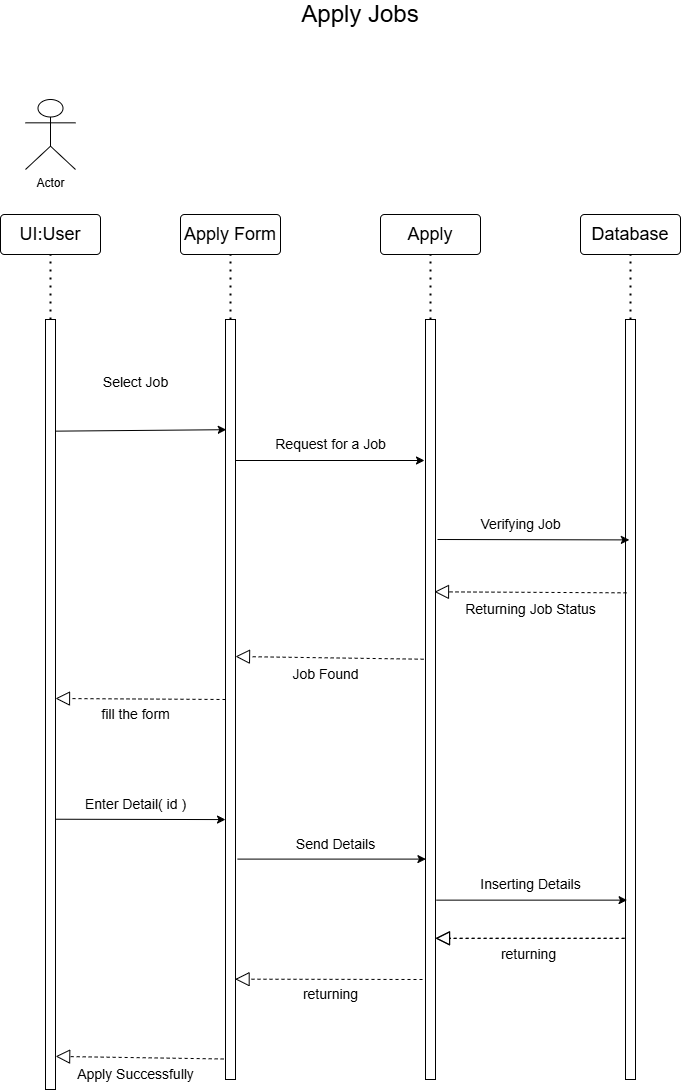 Apply Jobs
Actor
UI:User
Apply Form
Apply
Database
Select Job
Request for a Job
Verifying Job
Returning Job Status
Job Found
fill the form
Enter Detail( id )
Send Details
Inserting Details
returning
returning
Apply Successfully